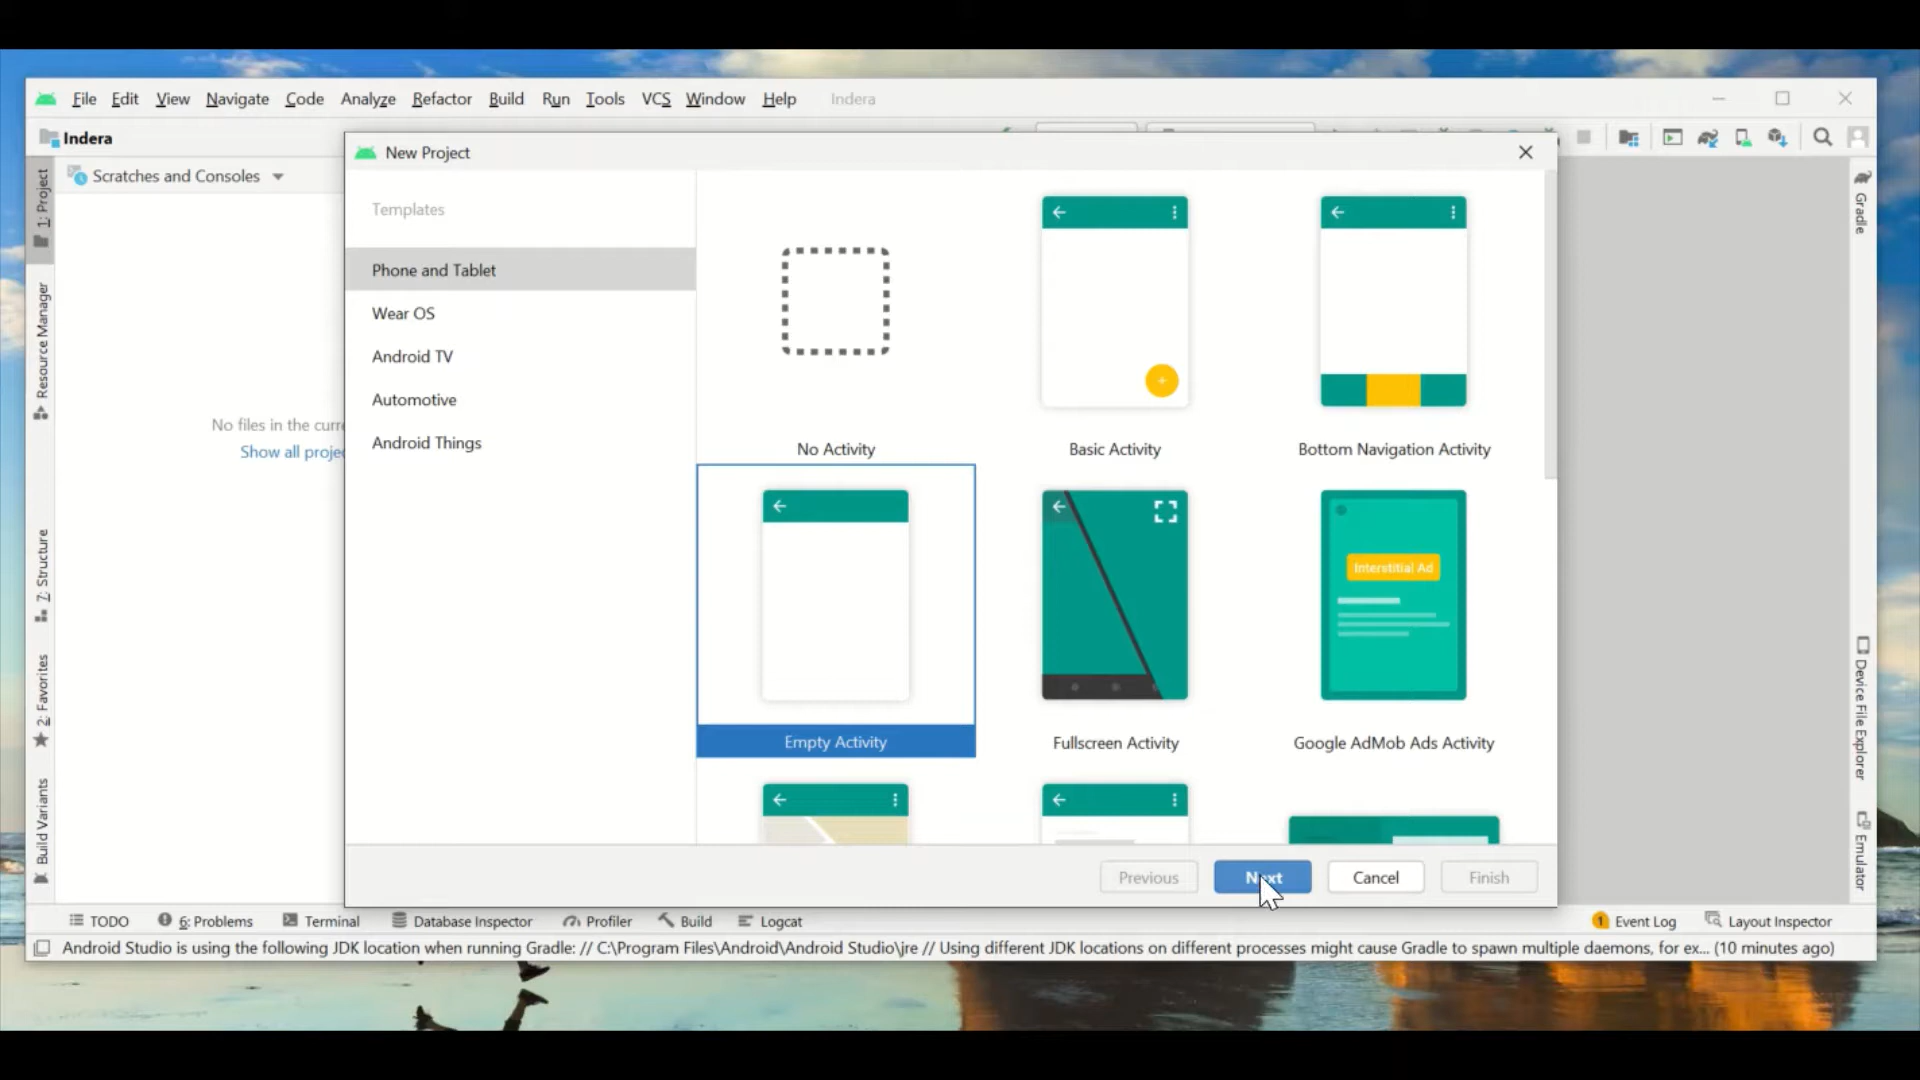 File Edit View Navigate Code Analyze Refactor Build Run Tools VCS Window Help Indera
Indera
New Project
Scratches and Consoles
1: Project
Resource Manager
7: Structure
2: Favorites
Build Variants
No files in the curre
Show all projec
Templates
Phone and Tablet
Wear OS
Android TV
Automotive
Android Things
No Activity
Basic Activity
Bottom Navigation Activity
Interstitial Ad
Empty Activity
Fullscreen Activity
Google AdMob Ads Activity
Previous Next Cancel Finish
Gradle
Device File Explorer
Emulator
TODO 6: Problems Terminal Database Inspector Profiler Build Logcat 1 Event Log Layout Inspector
Android Studio is using the following JDK location when running Gradle: // C:\Program Files\Android\Android Studio\jre // Using different JDK locations on different processes might cause Gradle to spawn multiple daemons, for ex... (10 minutes ago)